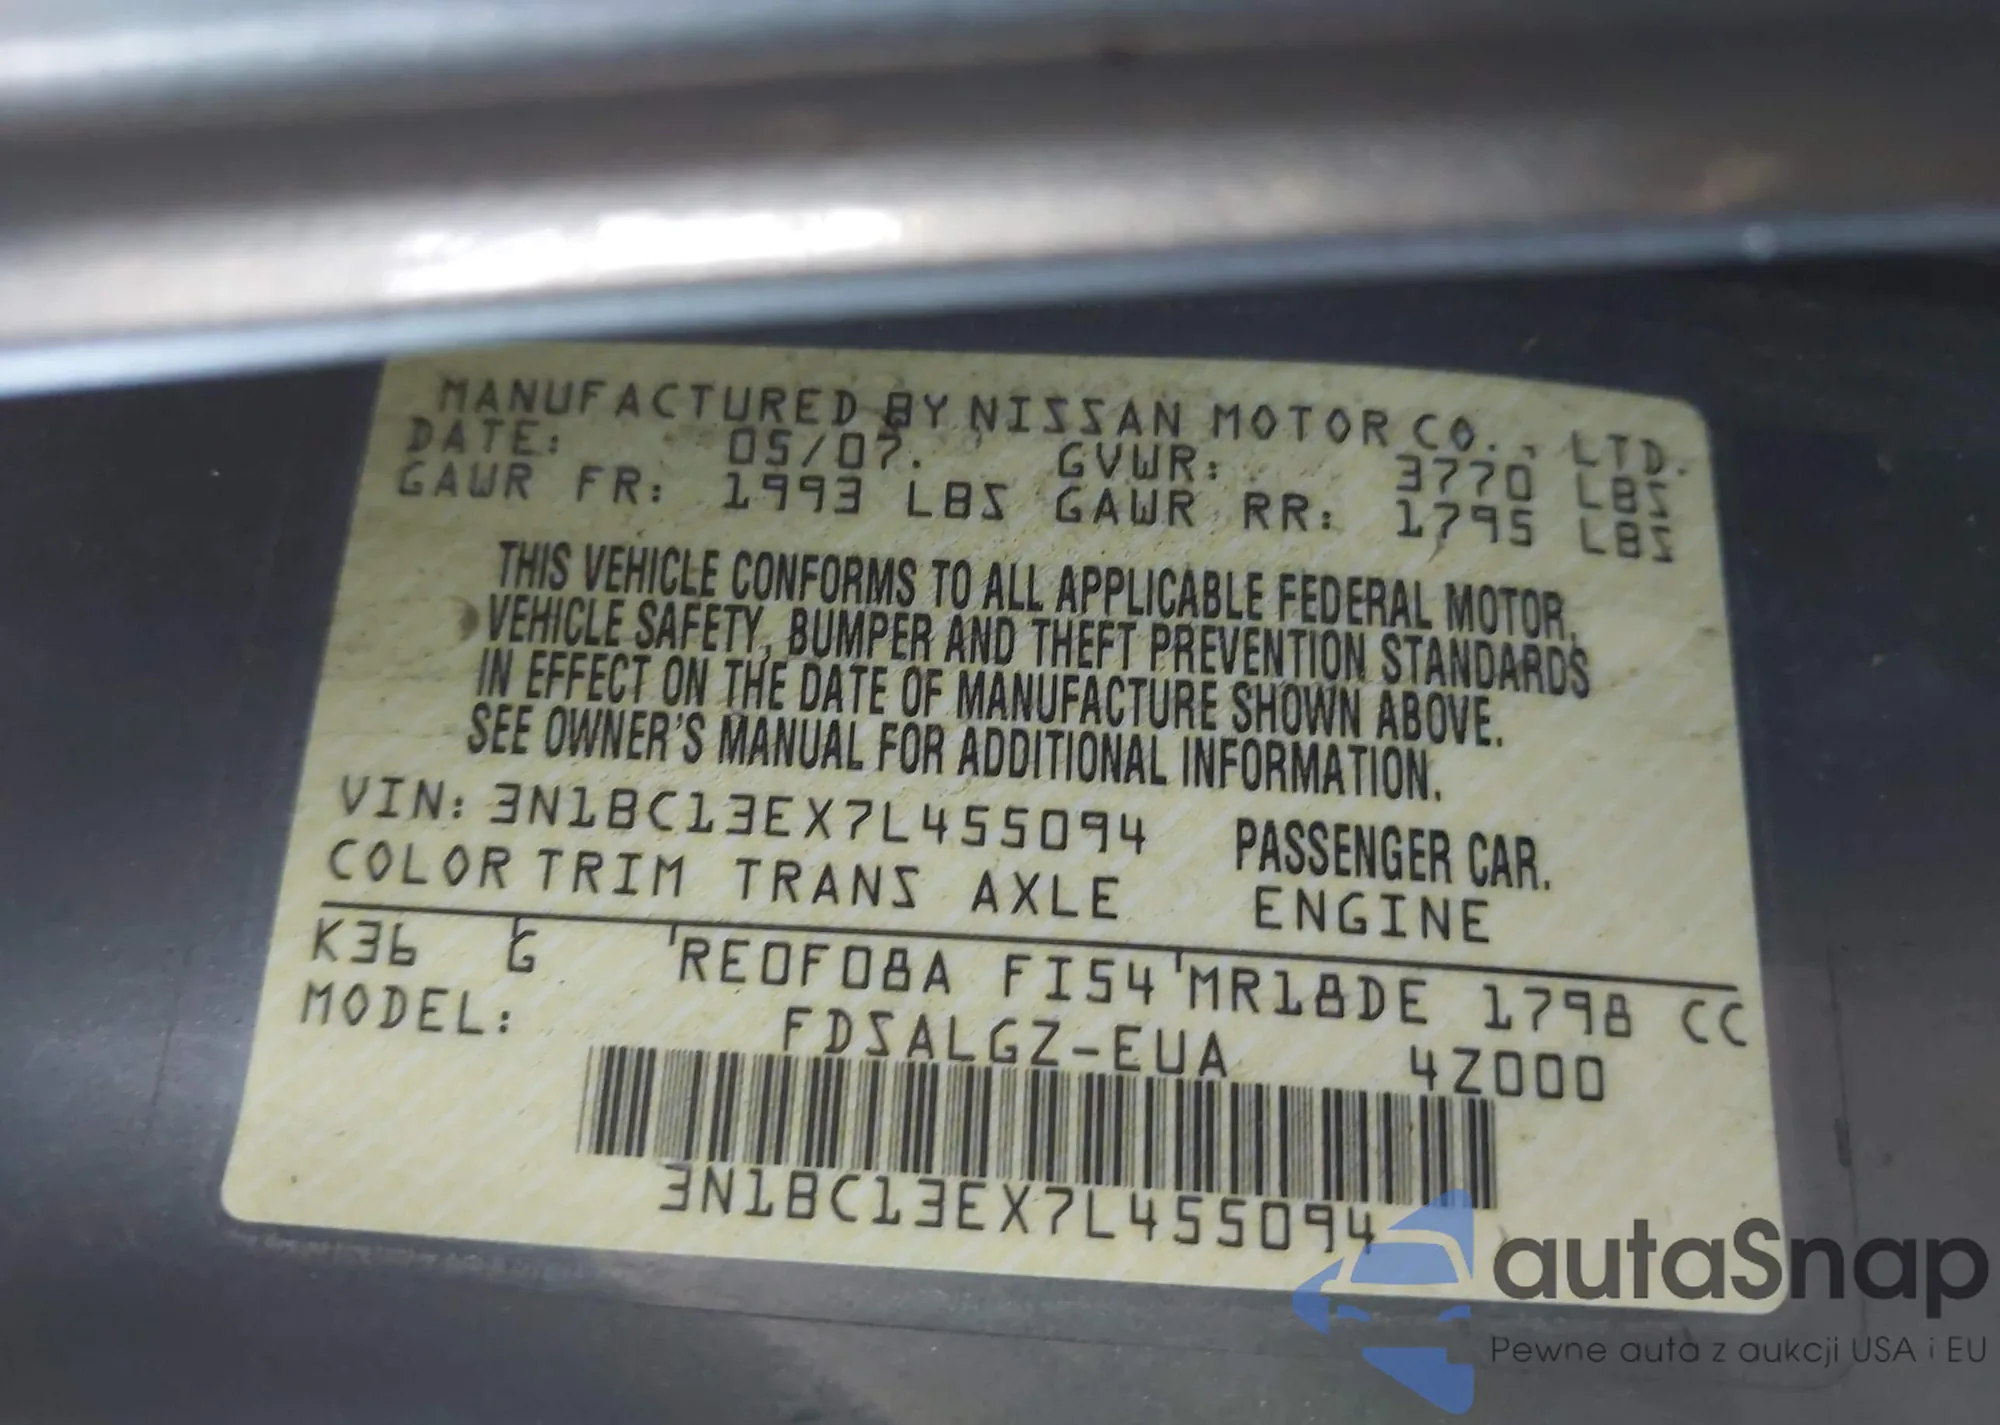 MANUFACTURED BY NISSAN MOTOR CO., LTD.
DATE: 05/07. GVWR: 3770 LBS
GAWR FR: 1993 LBS GAWR RR: 1795 LBS
THIS VEHICLE CONFORMS TO ALL APPLICABLE FEDERAL MOTOR
VEHICLE SAFETY, BUMPER AND THEFT PREVENTION STANDARDS
IN EFFECT ON THE DATE OF MANUFACTURE SHOWN ABOVE.
SEE OWNER'S MANUAL FOR ADDITIONAL INFORMATION.
VIN: 3N1BC13EX7L455094 PASSENGER CAR.
COLOR TRIM TRANS AXLE ENGINE
K36 G RE0F08A FI54 MR18DE 1798 CC
MODEL: FDSALGZ-EUA 4Z000
3N1BC13EX7L455094
autaSnap
Pewne auta z aukcji USA i EU